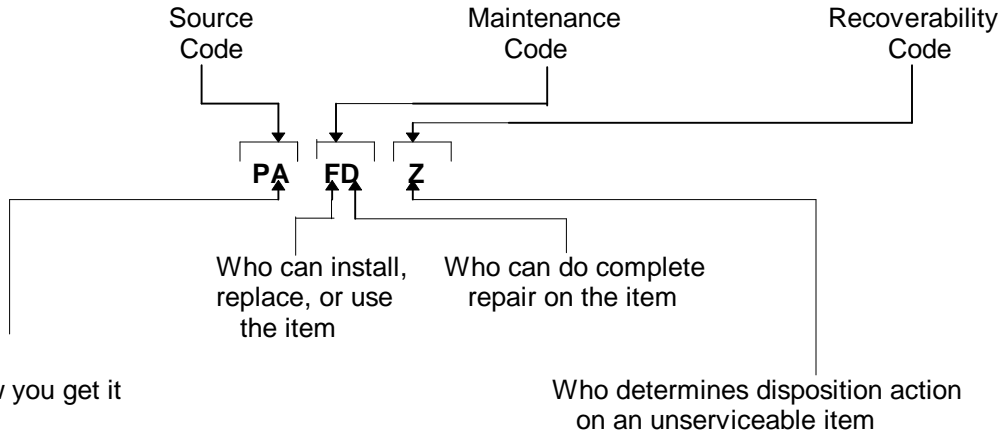 Source
Code
Maintenance
Code
Recoverability
Code
PA FD Z
Who can install,
replace, or use
the item
Who can do complete
repair on the item
you get it
Who determines disposition action
on an unserviceable item